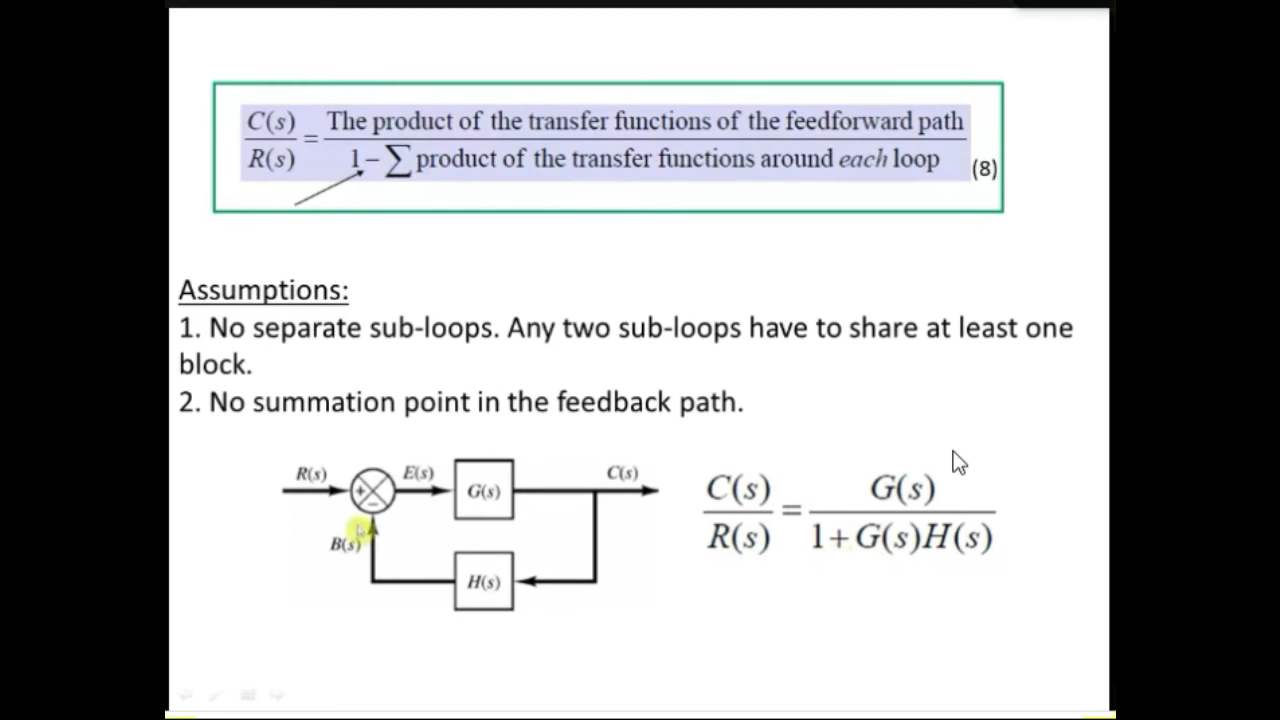 C(s)/R(s) = The product of the transfer functions of the feedforward path / 1 − ∑ product of the transfer functions around each loop (8)
Assumptions:
1. No separate sub-loops. Any two sub-loops have to share at least one
block.
2. No summation point in the feedback path.
R(s) + − E(s) G(s) C(s)
B(s) H(s)
C(s)/R(s) = G(s) / 1+G(s)H(s)